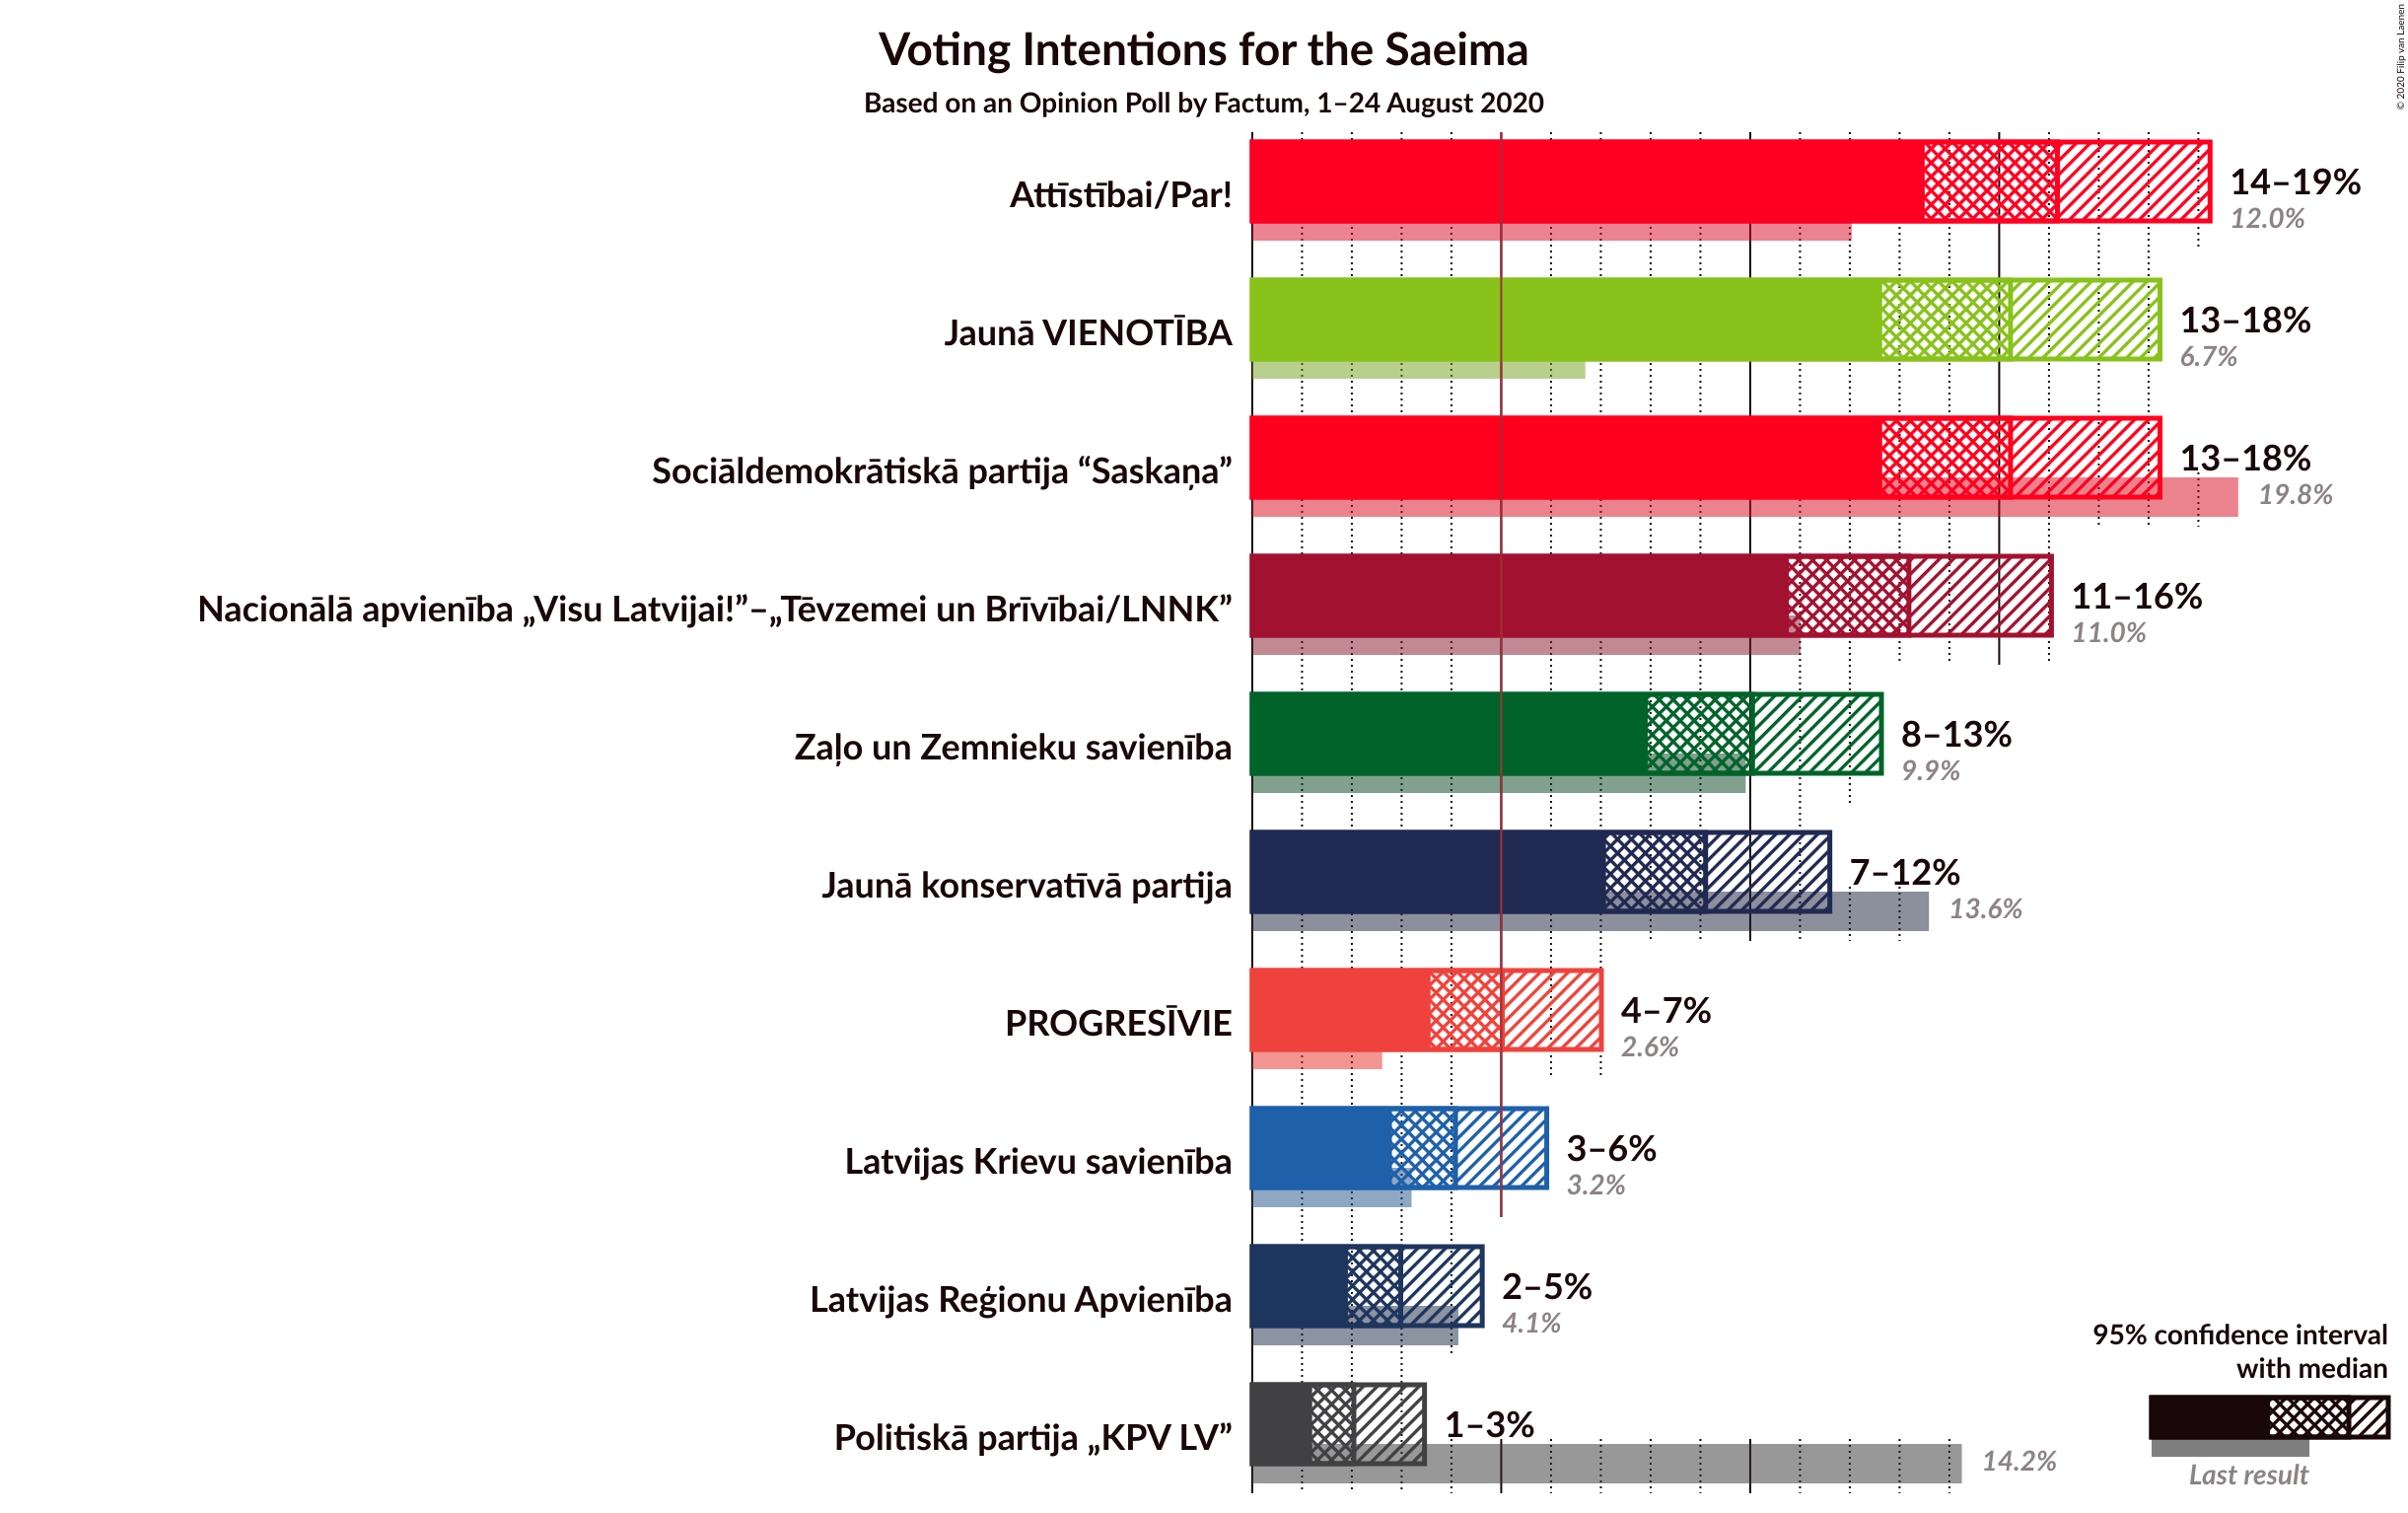 Voting Intentions for the Saeima
Based on an Opinion Poll by Factum, 1–24 August 2020
© 2020 Filip van Laenen
Attīstībai/Par!
14–19%
12.0%
Jaunā VIENOTĪBA
13–18%
6.7%
Sociāldemokrātiskā partija “Saskaņa”
13–18%
19.8%
Nacionālā apvienība „Visu Latvijai!”–„Tēvzemei un Brīvībai/LNNK”
11–16%
11.0%
Zaļo un Zemnieku savienība
8–13%
9.9%
Jaunā konservatīvā partija
7–12%
13.6%
PROGRESĪVIE
4–7%
2.6%
Latvijas Krievu savienība
3–6%
3.2%
Latvijas Reģionu Apvienība
2–5%
4.1%
Politiskā partija „KPV LV”
1–3%
14.2%
95% confidence interval
with median
Last result